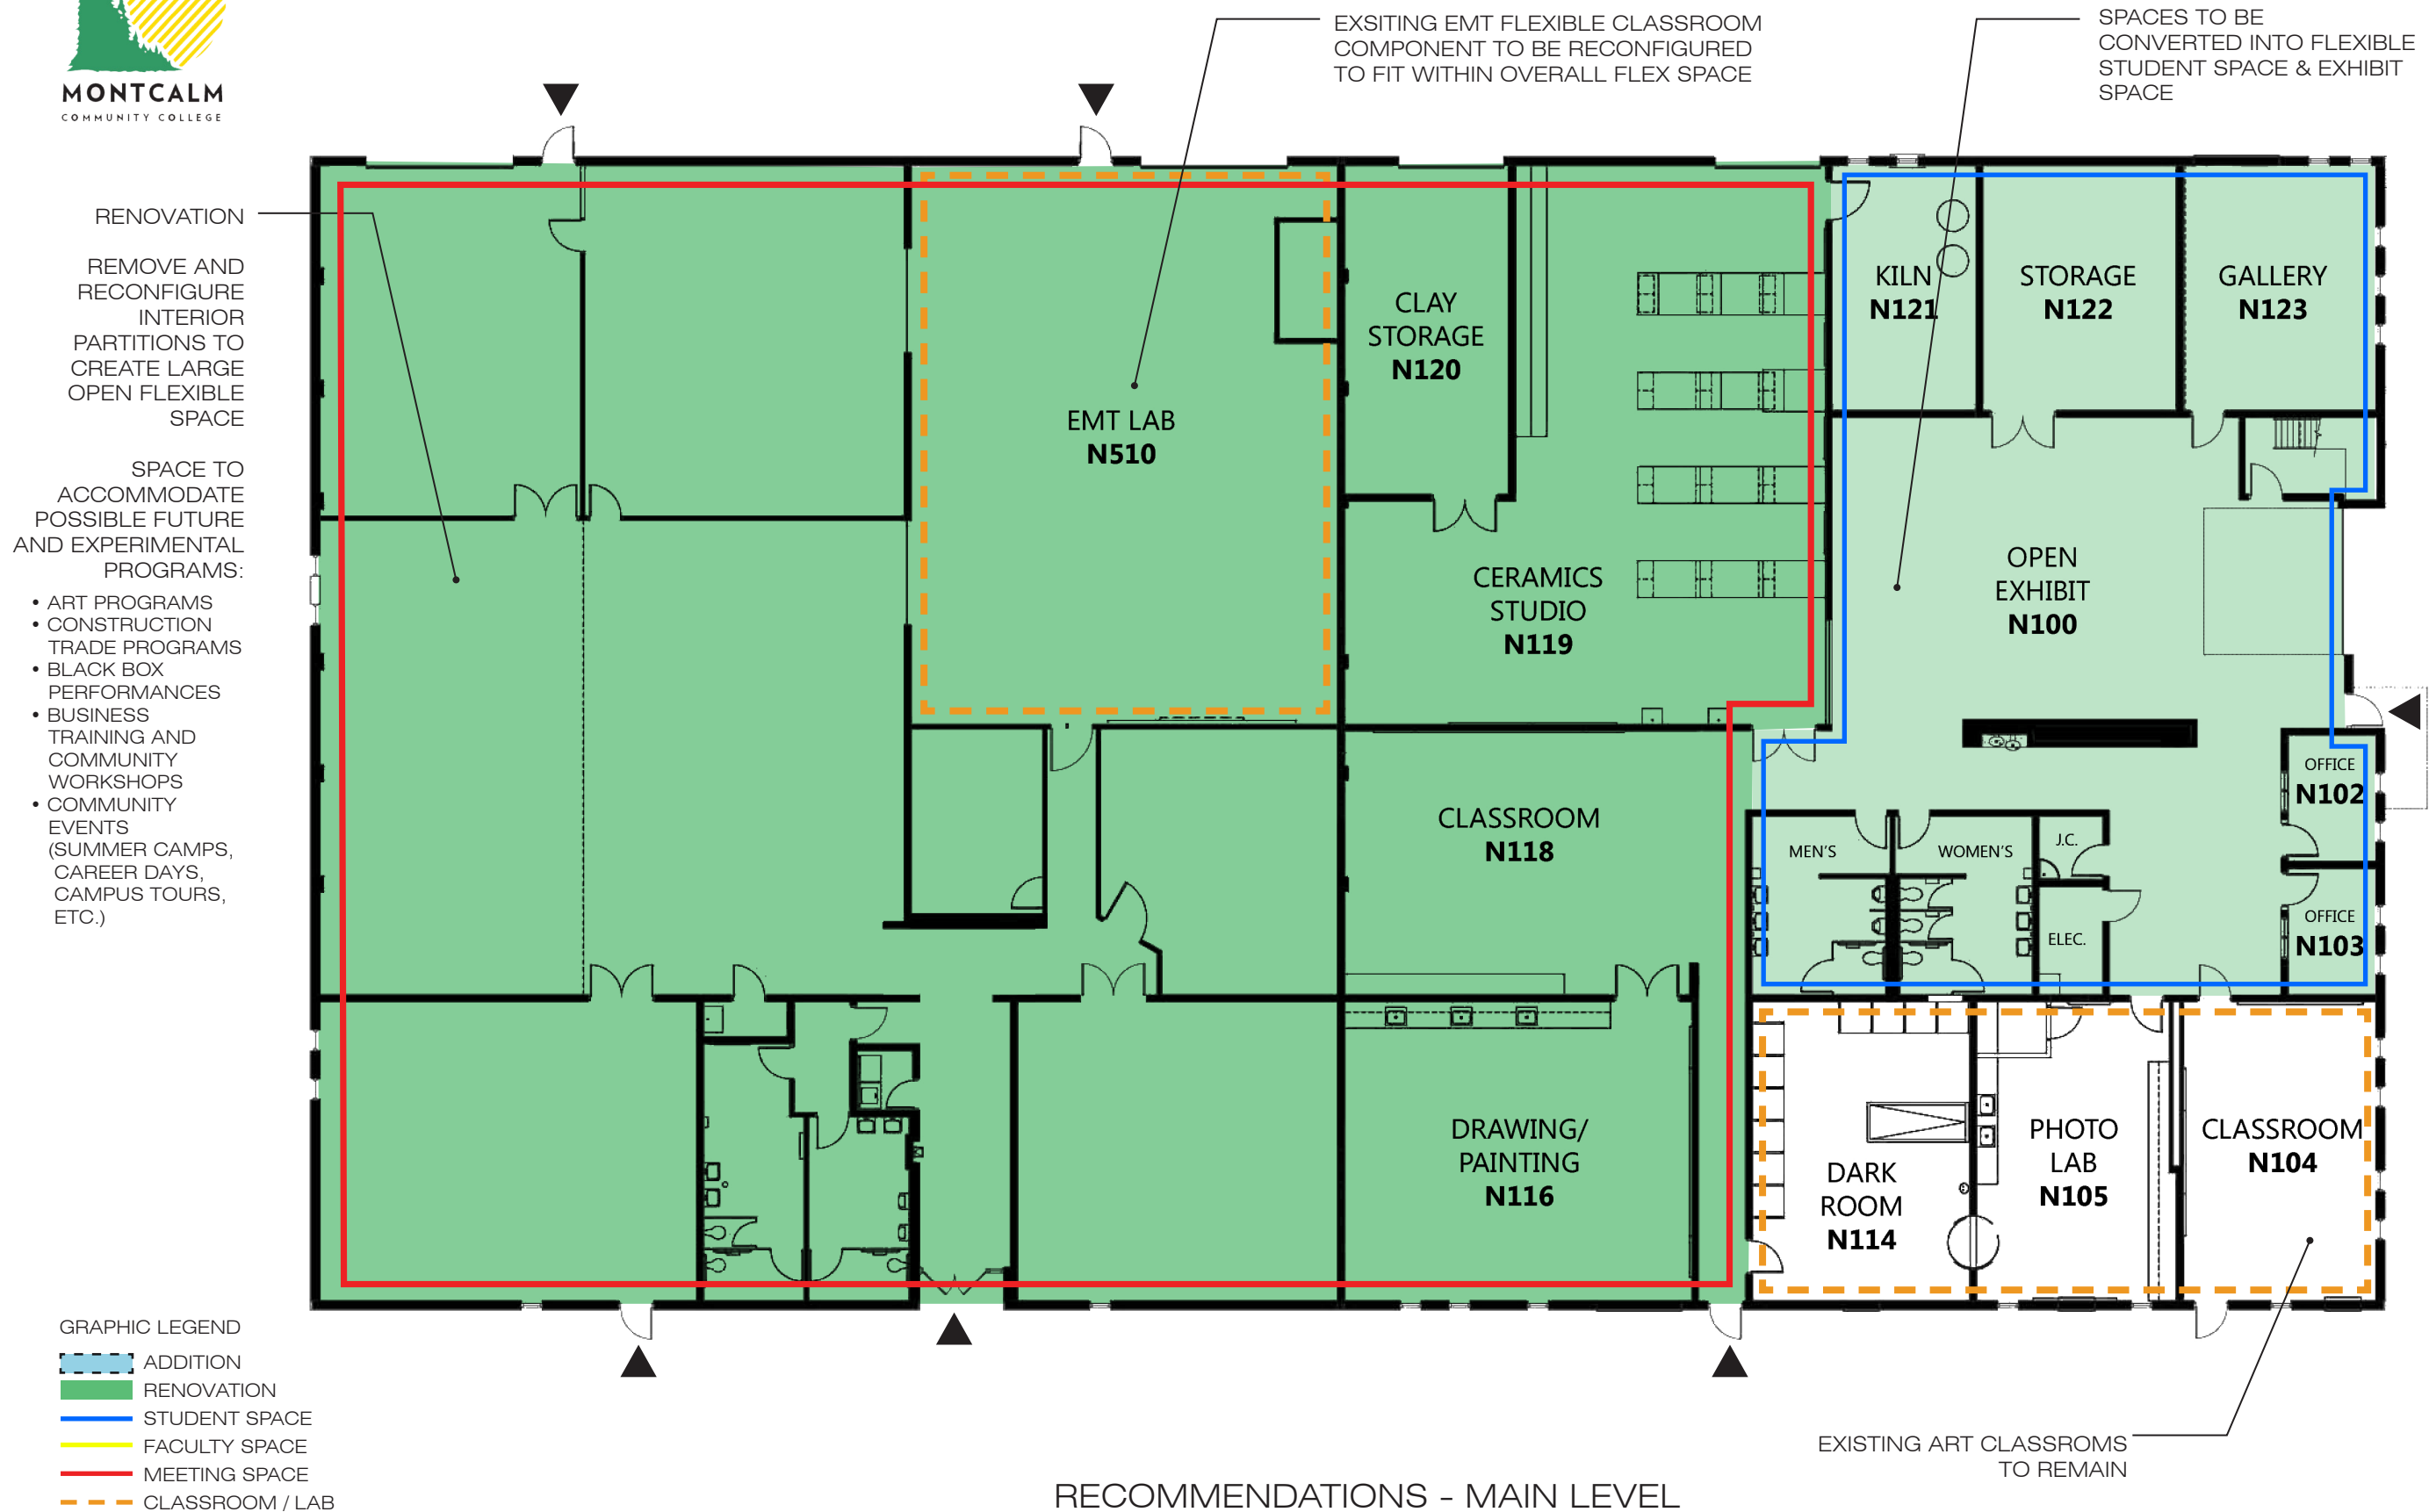 MONTCALM
COMMUNITY COLLEGE
EXSITING EMT FLEXIBLE CLASSROOM
COMPONENT TO BE RECONFIGURED
TO FIT WITHIN OVERALL FLEX SPACE
SPACES TO BE
CONVERTED INTO FLEXIBLE
STUDENT SPACE & EXHIBIT
SPACE
RENOVATION
REMOVE AND
RECONFIGURE
INTERIOR
PARTITIONS TO
CREATE LARGE
OPEN FLEXIBLE
SPACE
SPACE TO
ACCOMMODATE
POSSIBLE FUTURE
AND EXPERIMENTAL
PROGRAMS:
• ART PROGRAMS
• CONSTRUCTION
TRADE PROGRAMS
• BLACK BOX
PERFORMANCES
• BUSINESS
TRAINING AND
COMMUNITY
WORKSHOPS
• COMMUNITY
EVENTS
(SUMMER CAMPS,
CAREER DAYS,
CAMPUS TOURS,
ETC.)
EMT LAB
N510
CLAY
STORAGE
N120
CERAMICS
STUDIO
N119
KILN
N121
STORAGE
N122
GALLERY
N123
OPEN
EXHIBIT
N100
CLASSROOM
N118
OFFICE
N102
MEN'S
WOMEN'S
J.C.
ELEC.
OFFICE
N103
DRAWING/
PAINTING
N116
DARK
ROOM
N114
PHOTO
LAB
N105
CLASSROOM
N104
GRAPHIC LEGEND
ADDITION
RENOVATION
STUDENT SPACE
FACULTY SPACE
MEETING SPACE
CLASSROOM / LAB
EXISTING ART CLASSROMS
TO REMAIN
RECOMMENDATIONS - MAIN LEVEL